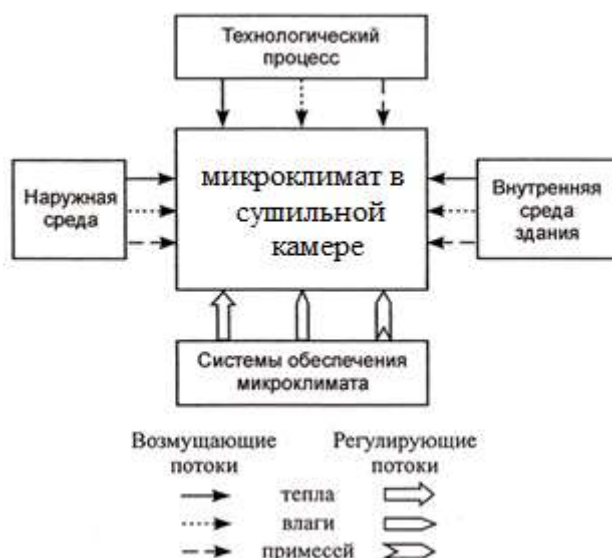 Технологический
процесс
Наружная
среда
микроклимат в
сушильной
камере
Внутренняя
среда
здания
Системы обеспечения
микроклимата
Возмущающие
потоки
Регулирующие
потоки
тепла
влаги
примесей